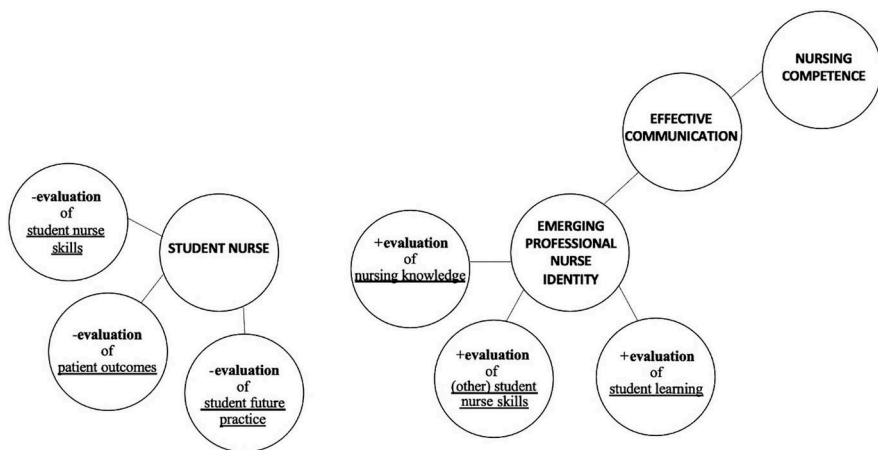 NURSING
COMPETENCE
EFFECTIVE
COMMUNICATION
-evaluation
of
student nurse
skills
STUDENT NURSE
EMERGING
PROFESSIONAL
NURSE
IDENTITY
+evaluation
of
nursing knowledge
-evaluation
of
patient outcomes
-evaluation
of
student future
practice
+evaluation
of
(other) student
nurse skills
+evaluation
of
student learning